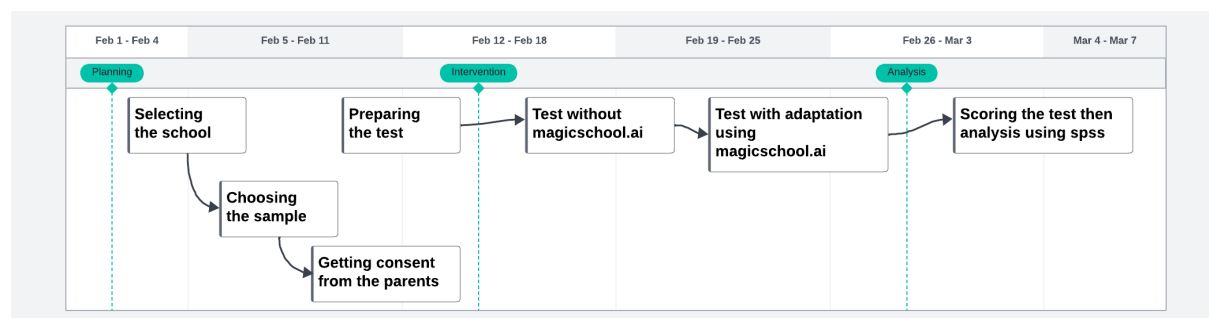 Feb 1 - Feb 4
Feb 5 - Feb 11
Feb 12 - Feb 18
Feb 19 - Feb 25
Feb 26 - Mar 3
Mar 4 - Mar 7
Planning
Intervention
Analysis
Selecting
the school
Preparing
the test
Test without
magicschool.ai
Test with adaptation
using
magicschool.ai
Scoring the test then
analysis using spss
Choosing
the sample
Getting consent
from the parents